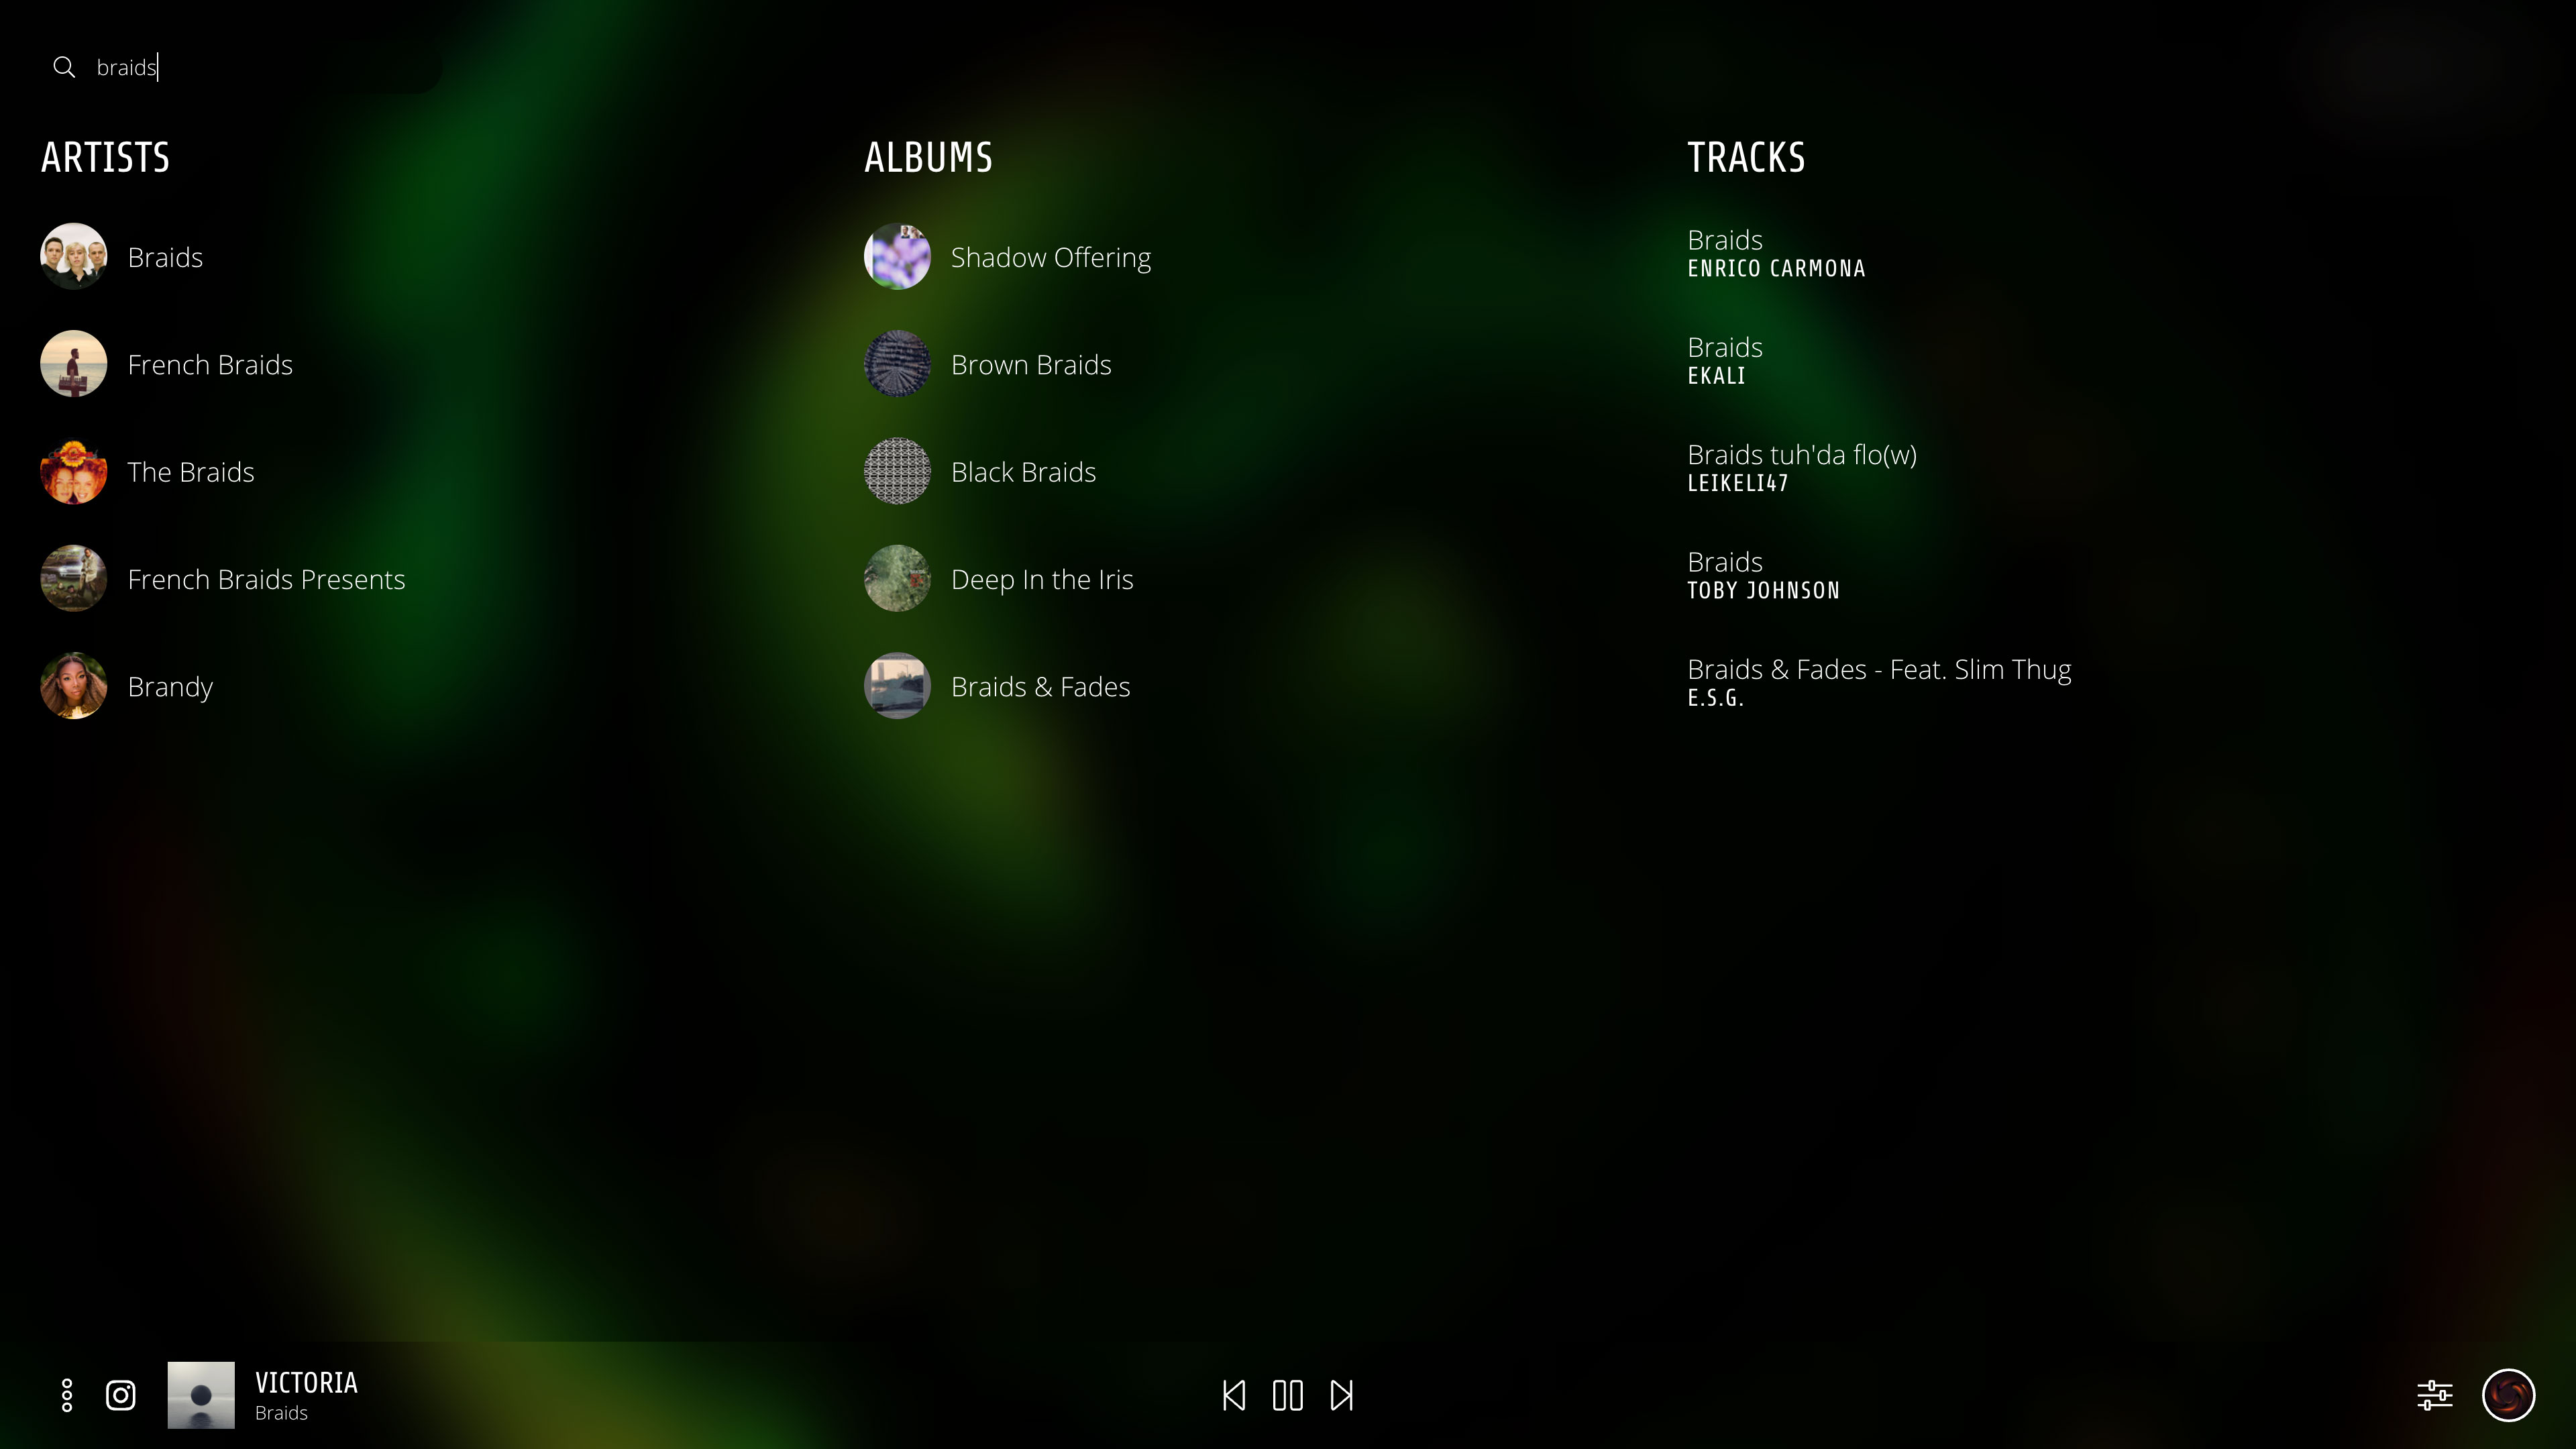 braids
ARTISTS
Braids
French Braids
The Braids
French Braids Presents
Brandy
ALBUMS
Shadow Offering
Brown Braids
Black Braids
Deep In the Iris
Braids & Fades
TRACKS
Braids
ENRICO CARMONA
Braids
EKALI
Braids tuh'da flo(w)
LEIKELI47
Braids
TOBY JOHNSON
Braids & Fades - Feat. Slim Thug
E.S.G.
VICTORIA
Braids